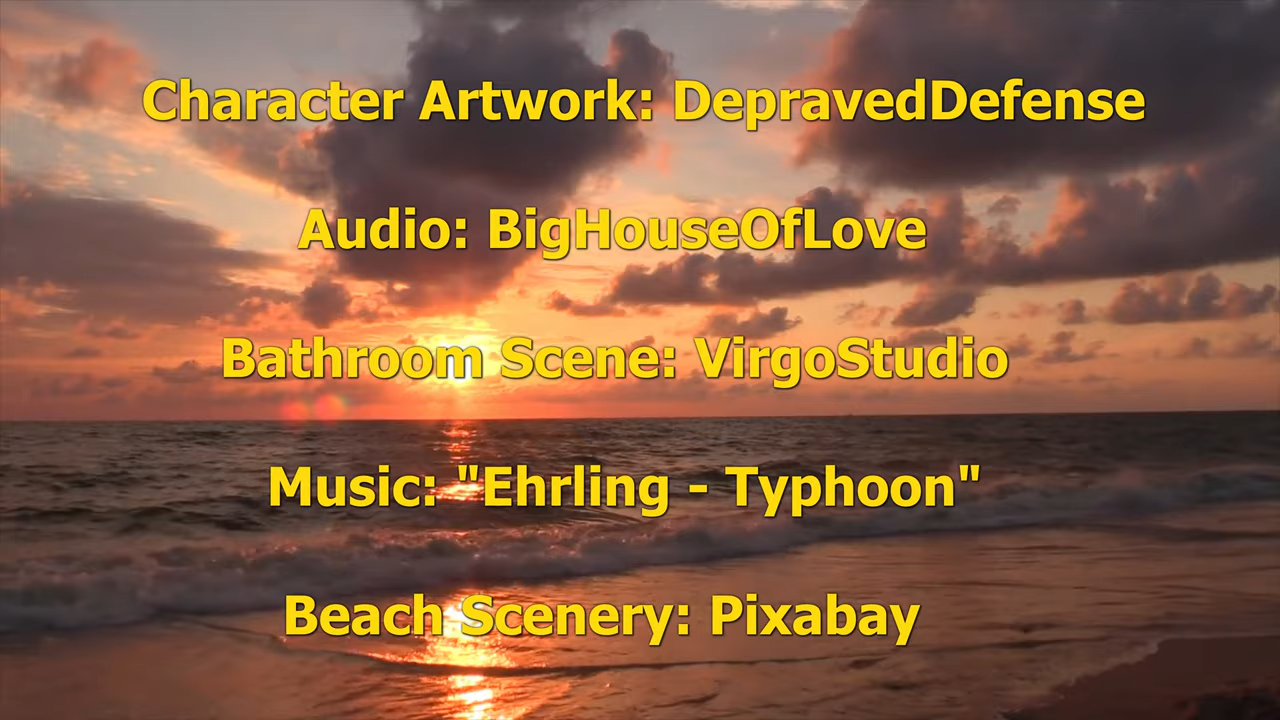 Character Artwork: DepravedDefense
Audio: BigHouseOfLove
Bathroom Scene: VirgoStudio
Music: "Ehrling - Typhoon"
Beach Scenery: Pixabay